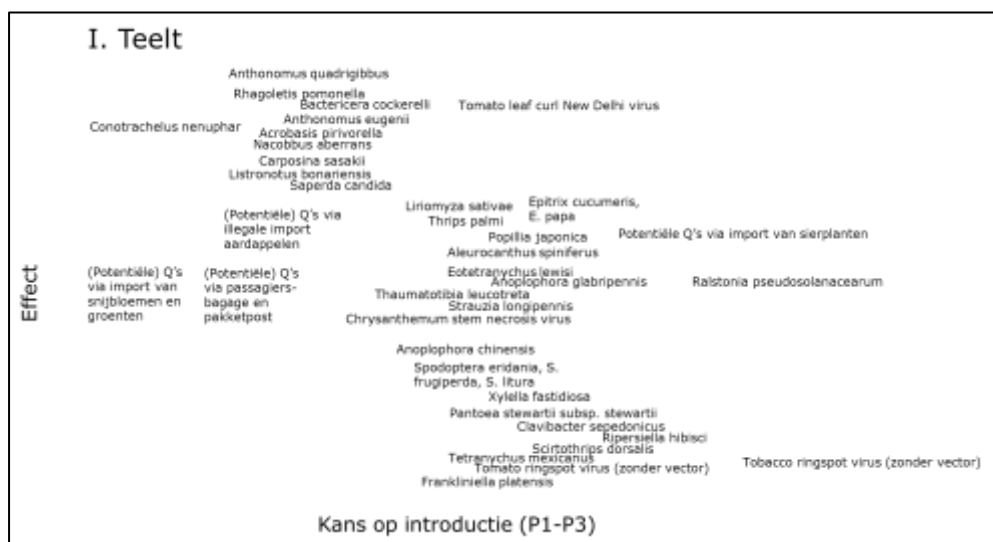 I. Teelt
Anthonomus quadrigibbus
Rhagoletis pomonella
Bactericera cockerelli
Tomato leaf curl New Delhi virus
Anthonomus eugenii
Conotrachelus nenuphar
Acrobasis pirivorella
Nacobbus aberrans
Carposina sasakii
Listronotus bonariensis
Saperda candida
Liriomyza sativae
Epitrix cucumeris,
E. papa
Thrips palmi
(Potentiële) Q's via
illegale import
aardappelen
Popillia japonica
Potentiële Q's via import van sierplanten
Aleurocanthus spiniferus
Effect
(Potentiële) Q's
via import van
snijbloemen en
groenten
(Potentiële) Q's
via passagiers-
bagage en
pakketpost
Eotetranychus lewisi
Anoplophora glabripennis
Ralstonia pseudosolanacearum
Thaumatotibia leucotreta
Strauzia longipennis
Chrysanthemum stem necrosis virus
Anoplophora chinensis
Spodoptera eridania, S.
frugiperda, S. litura
Xylella fastidiosa
Pantoea stewartii subsp. stewartii
Clavibacter sepedonicus
Ripersiella hibisci
Scirtothrips dorsalis
Tetranychus mexicanus
Tobacco ringspot virus (zonder vector)
Tomato ringspot virus (zonder vector)
Frankliniella platensis
Kans op introductie (P1-P3)